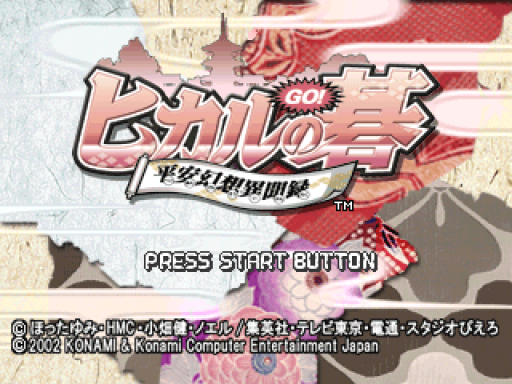 GO!
ヒカルの碁
平安幻想異聞録
TM
PRESS START BUTTON
© ほったゆみ・HMC・小畑健・ノエル/集英社・テレビ東京・電通・スタジオぴえろ
© 2002 KONAMI & Konami Computer Entertainment Japan